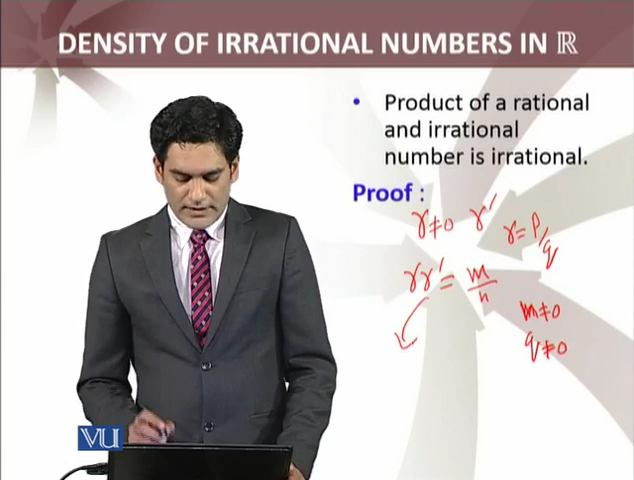 DENSITY OF IRRATIONAL NUMBERS IN ℝ
• Product of a rational
and irrational
number is irrational.
Proof :
r≠0 r' r=p/q
rr' = m/n
m≠0
q≠0
VU